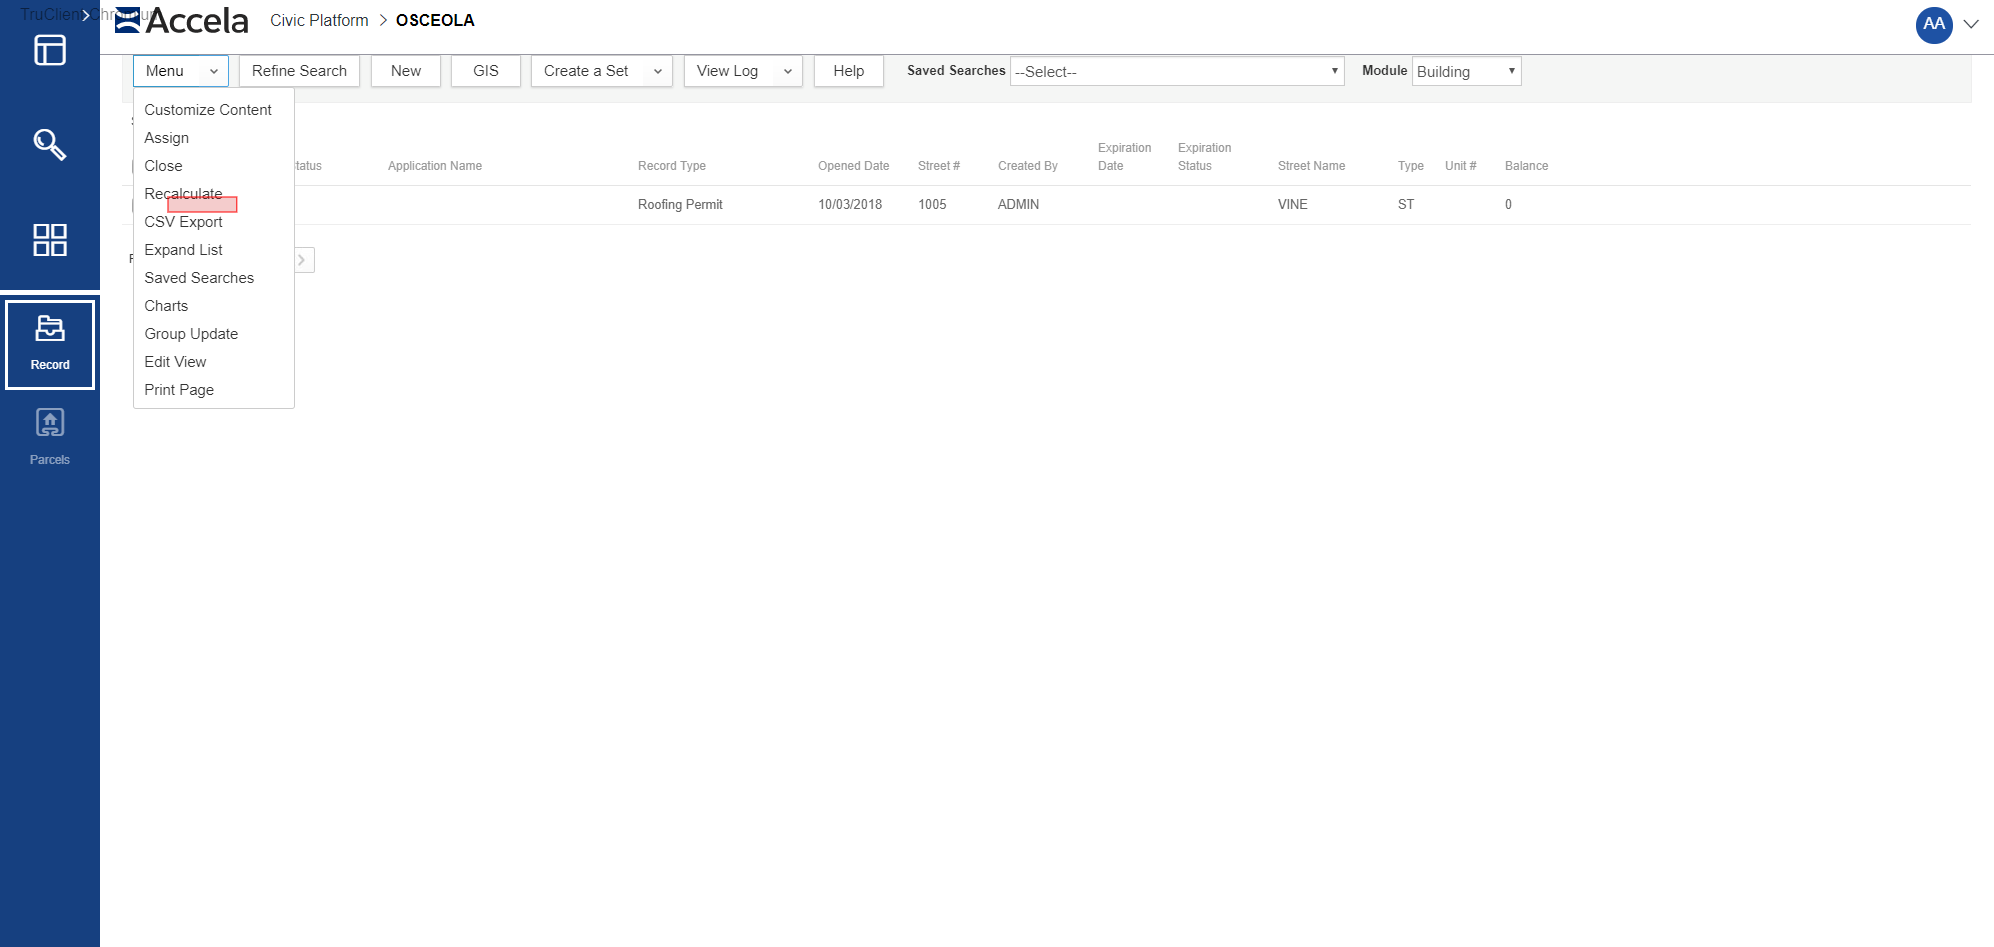 TruClient Chromium
Accela
Civic Platform > OSCEOLA
AA
Menu Refine Search New GIS Create a Set View Log Help Saved Searches --Select-- Module Building
Customize Content
Assign
Close
Recalculate
CSV Export
Expand List
Saved Searches
Charts
Group Update
Edit View
Print Page
Application Name Record Type Opened Date Street # Created By Expiration Date Expiration Status Street Name Type Unit # Balance
Roofing Permit 10/03/2018 1005 ADMIN VINE ST 0
Record
Parcels